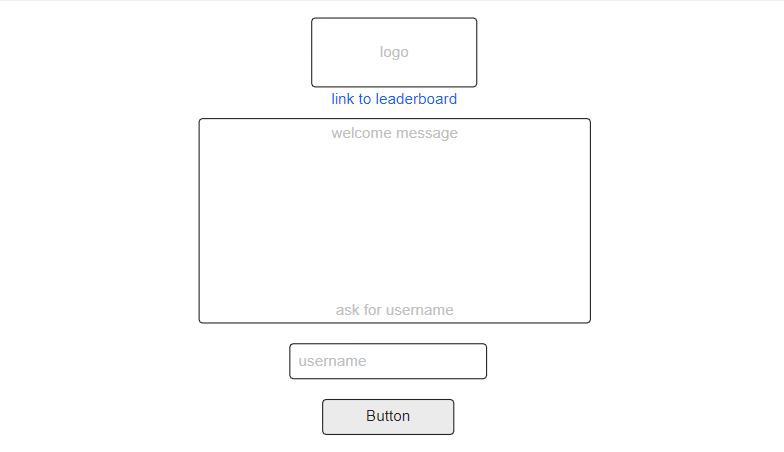 logo
link to leaderboard
welcome message
ask for username
username
Button